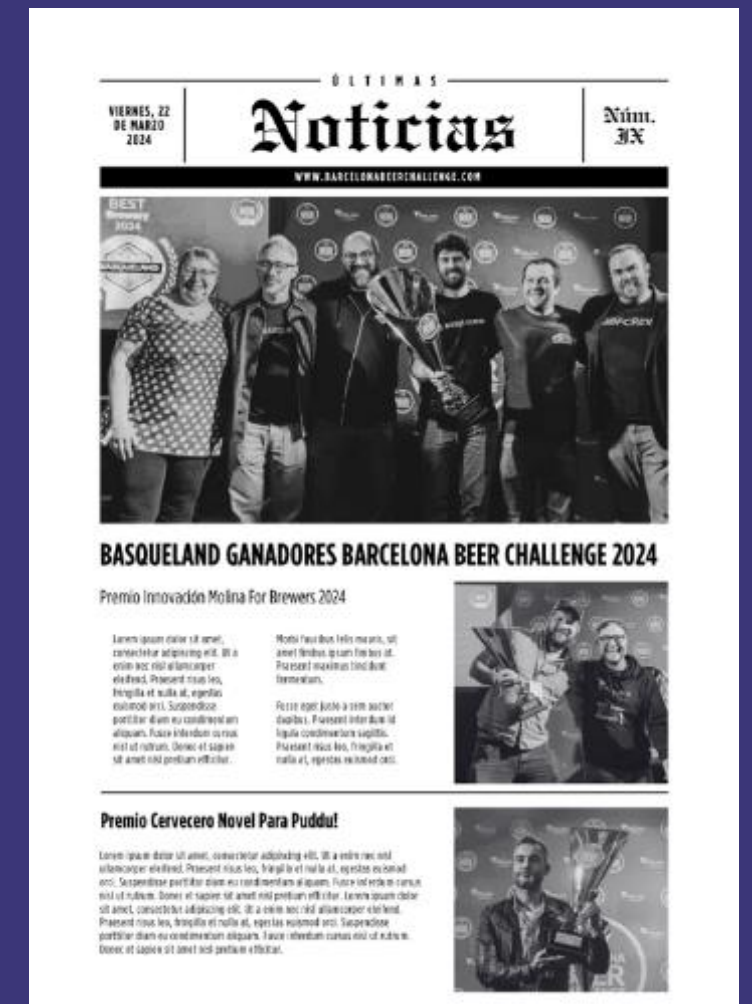 ÚLTIMAS
VIERNES, 22
DE MARZO
2024
Noticias
Núm.
IX
WWW.BARCELONABEERCHALLENGE.COM
BEST
Brewery
2024
BASQUELAND
BASQUELAND GANADORES BARCELONA BEER CHALLENGE 2024
Premio Innovación Molina For Brewers 2024
Lorem ipsum dolor sit amet,
consectetur adipiscing elit. Ut a
enim nec nisl ullamcorper
eleifend. Praesent risus leo,
fringilla et nulla at, egestas
euismod orci. Suspendisse
porttitor diam eu condimentum
aliquam. Fusce interdum cursus
nisl ut rutrum. Donec et sapien
sit amet nisl pretium efficitur.
Morbi faucibus felis mauris, sit
amet finibus ipsum finibus at.
Praesent maximus tincidunt
fermentum.
Fusce eget justo a sem auctor
dapibus. Praesent interdum id
ligula condimentum sagittis.
Praesent risus leo, fringilla et
nulla at, egestas euismod orci.
Premio Cervecero Novel Para Puddu!
Lorem ipsum dolor sit amet, consectetur adipiscing elit. Ut a enim nec nisl
ullamcorper eleifend. Praesent risus leo, fringilla et nulla at, egestas euismod
orci. Suspendisse porttitor diam eu condimentum aliquam. Fusce interdum cursus
nisl ut rutrum. Donec et sapien sit amet nisl pretium efficitur. Lorem ipsum dolor
sit amet, consectetur adipiscing elit. Ut a enim nec nisl ullamcorper eleifend.
Praesent risus leo, fringilla et nulla at, egestas euismod orci. Suspendisse
porttitor diam eu condimentum aliquam. Fusce interdum cursus nisl ut rutrum.
Donec et sapien sit amet nisl pretium efficitur.